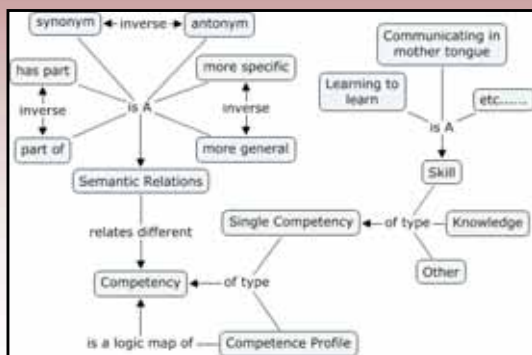 synonym
inverse
antonym
Communicating in
mother tongue
has part
more specific
Learning to
learn
etc......
inverse
is A
inverse
is A
part of
more general
Skill
Semantic Relations
relates different
Single Competency
of type
Knowledge
Other
Competency
of type
is a logic map of
Competence Profile